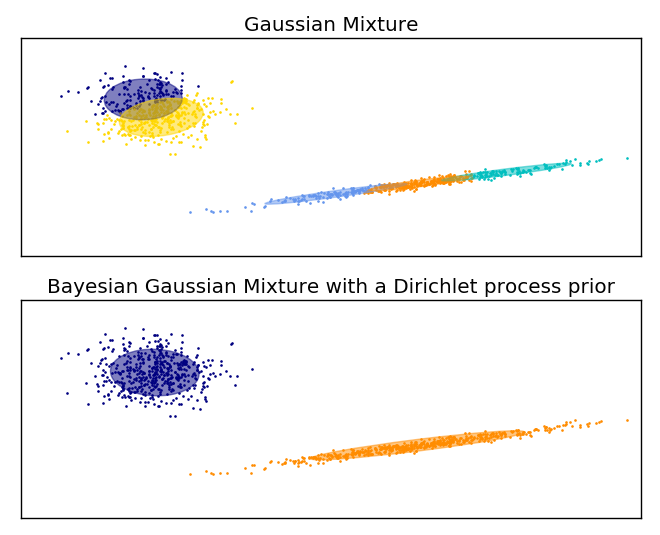 Gaussian Mixture
Bayesian Gaussian Mixture with a Dirichlet process prior